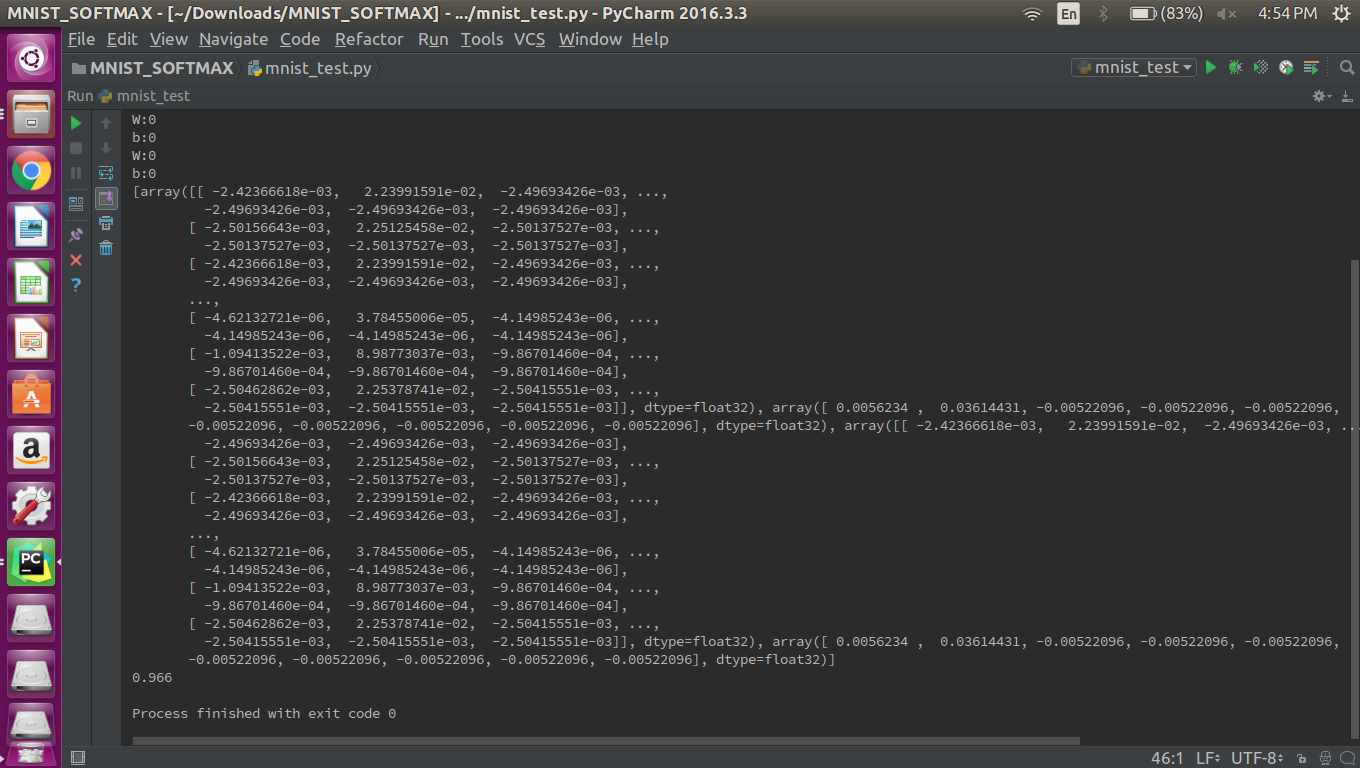 MNIST_SOFTMAX - [~/Downloads/MNIST_SOFTMAX] - .../mnist_test.py - PyCharm 2016.3.3
En
(83%)
4:54 PM
File Edit View Navigate Code Refactor Run Tools VCS Window Help
MNIST_SOFTMAX mnist_test.py
mnist_test
Run mnist_test
W:0
b:0
W:0
b:0
[array([[ -2.42366618e-03, 2.23991591e-02, -2.49693426e-03, ...,
-2.49693426e-03, -2.49693426e-03, -2.49693426e-03],
[ -2.50156643e-03, 2.25125458e-02, -2.50137527e-03, ...,
-2.50137527e-03, -2.50137527e-03, -2.50137527e-03],
[ -2.42366618e-03, 2.23991591e-02, -2.49693426e-03, ...,
-2.49693426e-03, -2.49693426e-03, -2.49693426e-03],
...,
[ -4.62132721e-06, 3.78455006e-05, -4.14985243e-06, ...,
-4.14985243e-06, -4.14985243e-06, -4.14985243e-06],
[ -1.09413522e-03, 8.98773037e-03, -9.86701460e-04, ...,
-9.86701460e-04, -9.86701460e-04, -9.86701460e-04],
[ -2.50462862e-03, 2.25378741e-02, -2.50415551e-03, ...,
-2.50415551e-03, -2.50415551e-03, -2.50415551e-03]], dtype=float32), array([ 0.0056234 , 0.03614431, -0.00522096, -0.00522096, -0.00522096,
-0.00522096, -0.00522096, -0.00522096, -0.00522096, -0.00522096], dtype=float32), array([[ -2.42366618e-03, 2.23991591e-02, -2.49693426e-03, ..
-2.49693426e-03, -2.49693426e-03, -2.49693426e-03],
[ -2.50156643e-03, 2.25125458e-02, -2.50137527e-03, ...,
-2.50137527e-03, -2.50137527e-03, -2.50137527e-03],
[ -2.42366618e-03, 2.23991591e-02, -2.49693426e-03, ...,
-2.49693426e-03, -2.49693426e-03, -2.49693426e-03],
...,
[ -4.62132721e-06, 3.78455006e-05, -4.14985243e-06, ...,
-4.14985243e-06, -4.14985243e-06, -4.14985243e-06],
[ -1.09413522e-03, 8.98773037e-03, -9.86701460e-04, ...,
-9.86701460e-04, -9.86701460e-04, -9.86701460e-04],
[ -2.50462862e-03, 2.25378741e-02, -2.50415551e-03, ...,
-2.50415551e-03, -2.50415551e-03, -2.50415551e-03]], dtype=float32), array([ 0.0056234 , 0.03614431, -0.00522096, -0.00522096, -0.00522096,
-0.00522096, -0.00522096, -0.00522096, -0.00522096, -0.00522096], dtype=float32)]
0.966
Process finished with exit code 0
PC
46:1 LF UTF-8